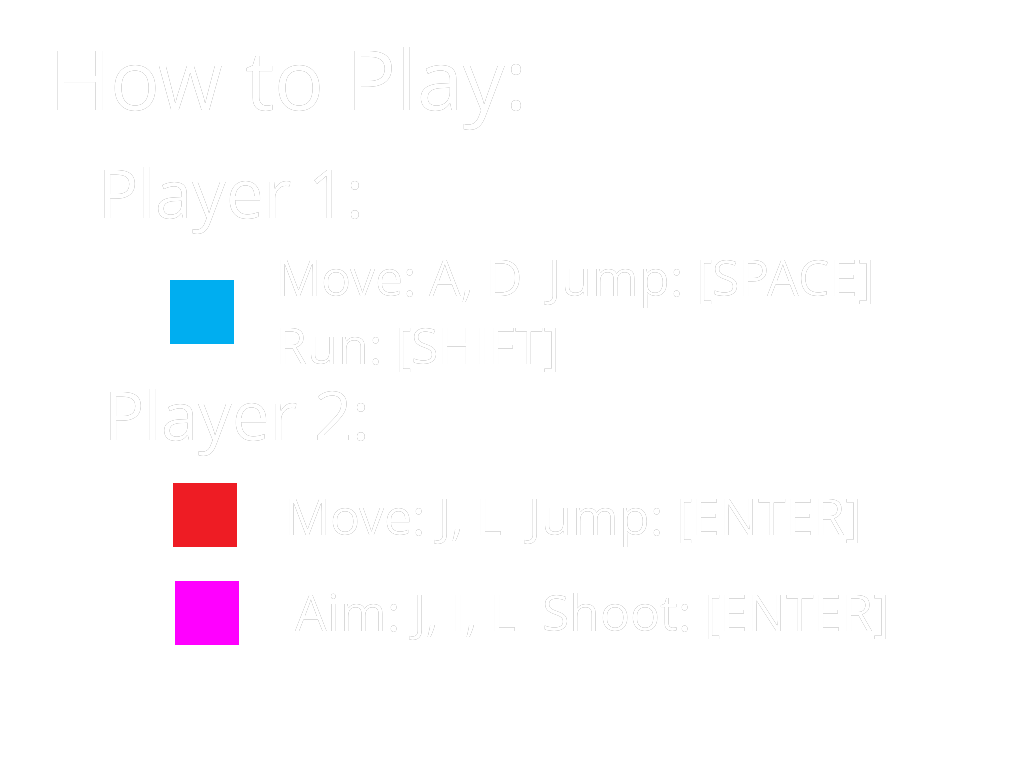 How to Play:
Player 1:
Move: A, D Jump: [SPACE]
Run: [SHIFT]
Player 2:
Move: J, L Jump: [ENTER]
Aim: J, I, L Shoot: [ENTER]